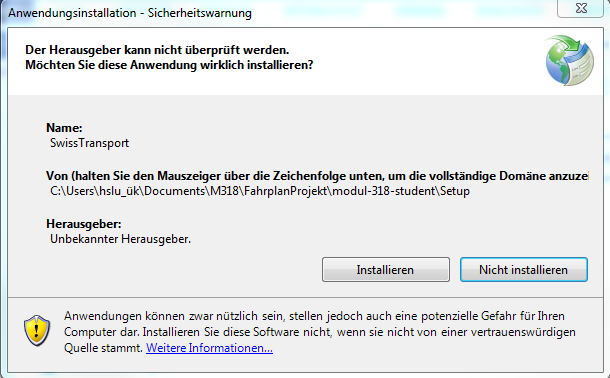 Anwendungsinstallation - Sicherheitswarnung
Der Herausgeber kann nicht überprüft werden.
Möchten Sie diese Anwendung wirklich installieren?
Name:
SwissTransport
Von (halten Sie den Mauszeiger über die Zeichenfolge unten, um die vollständige Domäne anzuzei
C:\Users\hslu_ük\Documents\M318\FahrplanProjekt\modul-318-student\Setup
Herausgeber:
Unbekannter Herausgeber.
Installieren
Nicht installieren
Anwendungen können zwar nützlich sein, stellen jedoch auch eine potenzielle Gefahr für Ihren
Computer dar. Installieren Sie diese Software nicht, wenn sie nicht von einer vertrauenswürdigen
Quelle stammt. Weitere Informationen...